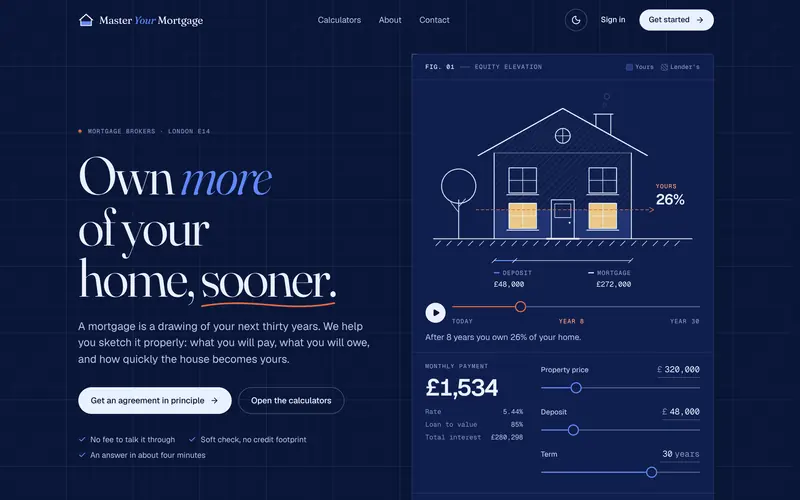 Master Your Mortgage
Calculators
About
Contact
Sign in
Get started
FIG. 01
EQUITY ELEVATION
Yours
Lender's
MORTGAGE BROKERS · LONDON E14
Own more
of your
home, sooner.
A mortgage is a drawing of your next thirty years. We help
you sketch it properly: what you will pay, what you will owe,
and how quickly the house becomes yours.
Get an agreement in principle
Open the calculators
No fee to talk it through
Soft check, no credit footprint
An answer in about four minutes
YOURS
26%
DEPOSIT
£48,000
MORTGAGE
£272,000
TODAY
YEAR 8
YEAR 30
After 8 years you own 26% of your home.
MONTHLY PAYMENT
£1,534
Rate 5.44%
Loan to value 85%
Total interest £280,298
Property price £ 320,000
Deposit £ 48,000
Term 30 years